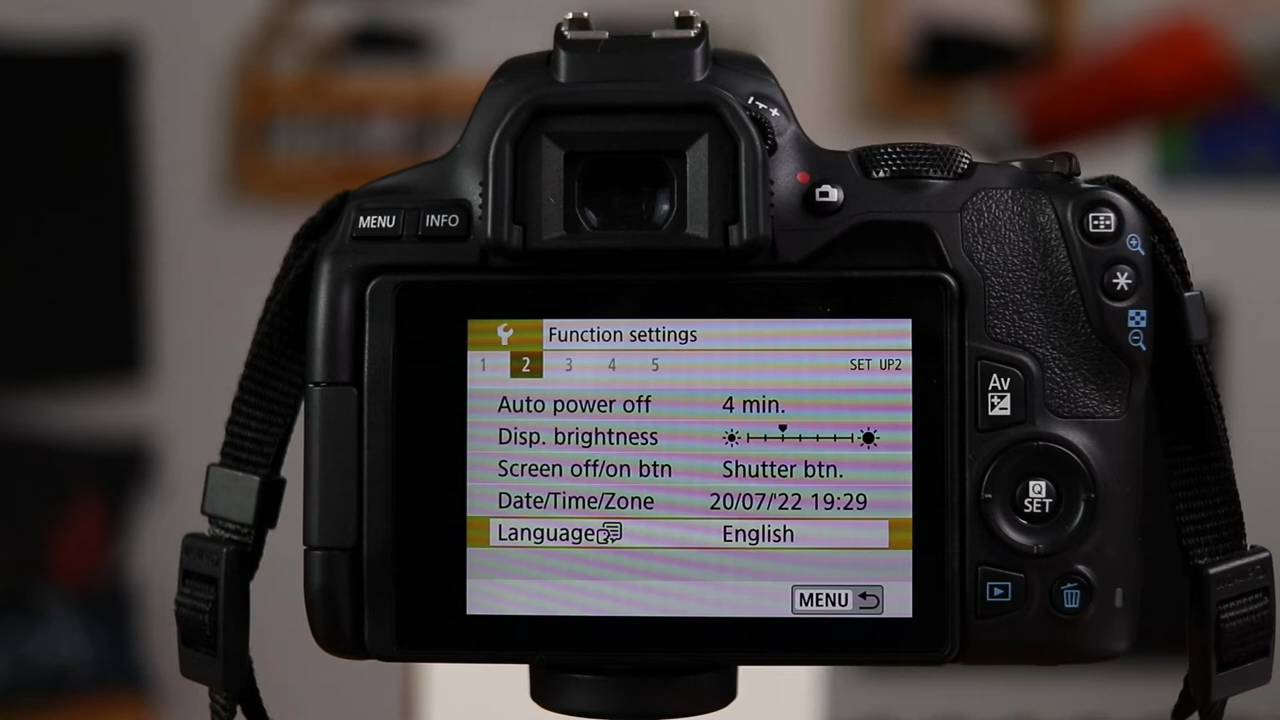 MENU INFO
Function settings
1 2 3 4 5 SET UP2
Auto power off 4 min.
Disp. brightness
Screen off/on btn Shutter btn.
Date/Time/Zone 20/07/'22 19:29
Language English
MENU
Av
Q
SET